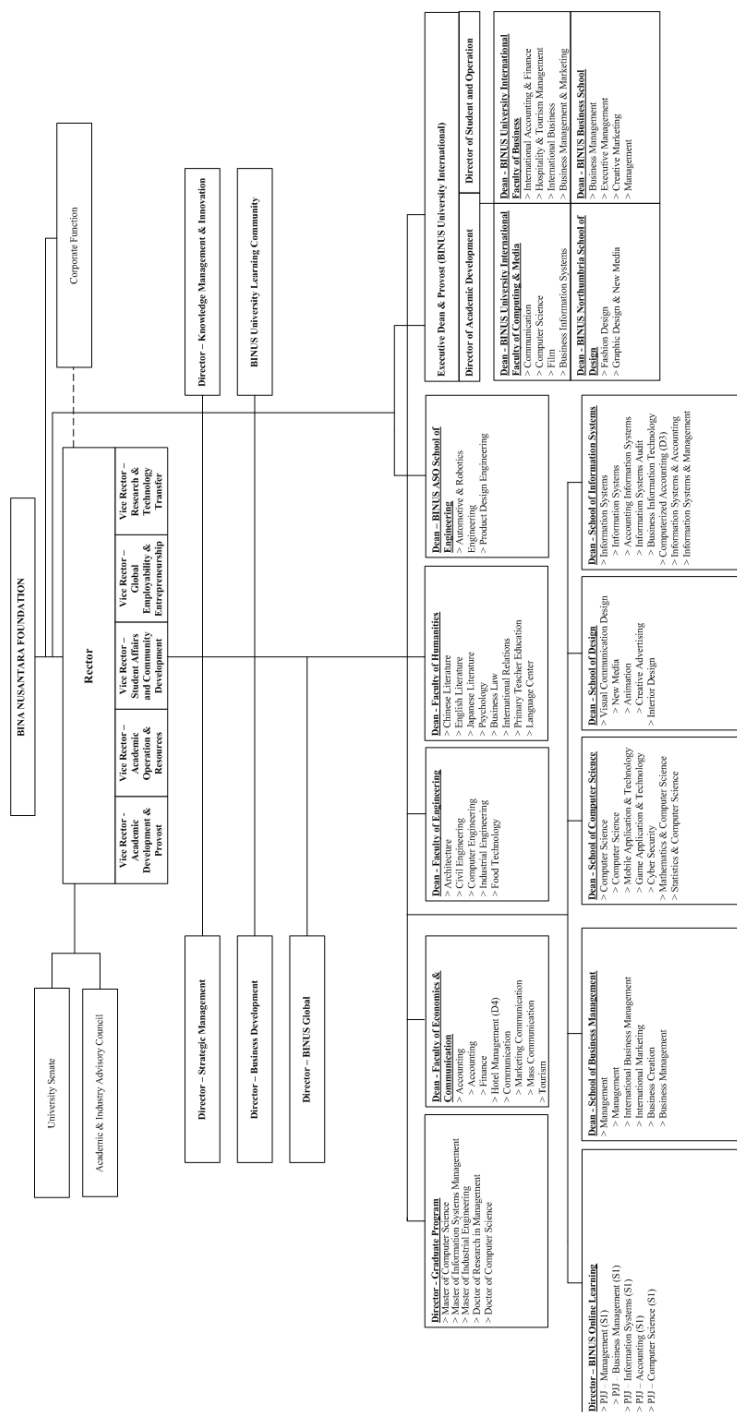 BINA NUSANTARA FOUNDATION
Corporate Function
Rector
Vice Rector -
Academic
Development &
Provost
Vice Rector –
Academic
Operation &
Resources
Vice Rector –
Student Affairs
and Community
Development
Vice Rector –
Global
Employability &
Entrepreneurship
Vice Rector –
Research &
Technology
Transfer
University Senate
Academic & Industry Advisory Council
Director – Strategic Management
Director – Knowledge Management & Innovation
Director – Business Development
BINUS University Learning Community
Director – BINUS Global
Director - Graduate Program
> Master of Computer Science
> Master of Information Systems Management
> Master of Industrial Engineering
> Doctor of Research in Management
> Doctor of Computer Science
Dean - Faculty of Economics &
Communication
> Accounting
> Accounting
> Finance
> Hotel Management (D4)
> Communication
> Marketing Communication
> Mass Communication
> Tourism
Dean - Faculty of Engineering
> Architecture
> Civil Engineering
> Computer Engineering
> Industrial Engineering
> Food Technology
Dean - Faculty of Humanities
> Chinese Literature
> English Literature
> Japanese Literature
> Psychology
> Business Law
> International Relations
> Primary Teacher Education
> Language Center
Dean – BINUS ASO School of
Engineering
> Automotive & Robotics
Engineering
> Product Design Engineering
Executive Dean & Provost (BINUS University International)
Director of Academic Development
Director of Student and Operation
Dean - BINUS University International
Faculty of Computing & Media
> Communication
> Computer Science
> Film
> Business Information Systems
Dean - BINUS University International
Faculty of Business
> International Accounting & Finance
> Hospitality & Tourism Management
> International Business
> Business Management & Marketing
Dean - BINUS Northumbria School of
Design
> Fashion Design
> Graphic Design & New Media
Dean - BINUS Business School
> Business Management
> Executive Management
> Creative Marketing
> Management
Director – BINUS Online Learning
> PJJ – Management (S1)
> PJJ – Business Management (S1)
> PJJ – Information Systems (S1)
> PJJ – Accounting (S1)
> PJJ – Computer Science (S1)
Dean - School of Business Management
> Management
> Management
> International Business Management
> International Marketing
> Business Creation
> Business Management
Dean - School of Computer Science
> Computer Science
> Computer Science
> Mobile Application & Technology
> Game Application & Technology
> Cyber Security
> Mathematics & Computer Science
> Statistics & Computer Science
Dean - School of Design
> Visual Communication Design
> New Media
> Animation
> Creative Advertising
> Interior Design
Dean - School of Information Systems
> Information Systems
> Information Systems
> Accounting Information Systems
> Information Systems Audit
> Business Information Technology
> Computerized Accounting (D3)
> Information Systems & Accounting
> Information Systems & Management